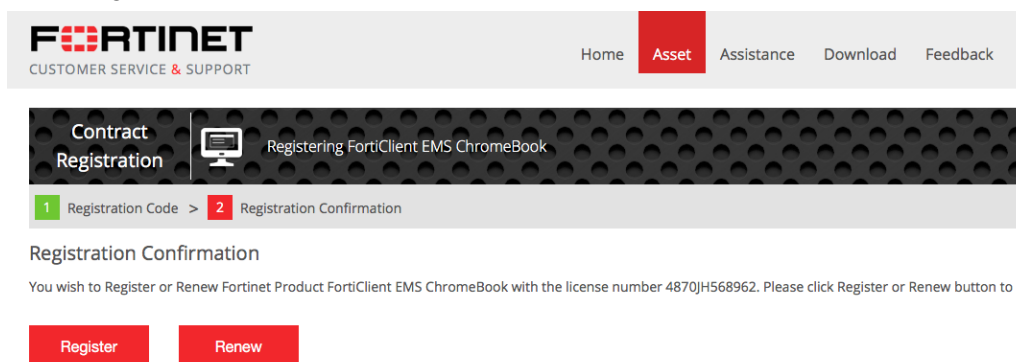 FORTINET
CUSTOMER SERVICE & SUPPORT
Home Asset Assistance Download Feedback
Contract
Registration
Registering FortiClient EMS ChromeBook
1 Registration Code > 2 Registration Confirmation
Registration Confirmation
You wish to Register or Renew Fortinet Product FortiClient EMS ChromeBook with the license number 4870JH568962. Please click Register or Renew button to
Register Renew